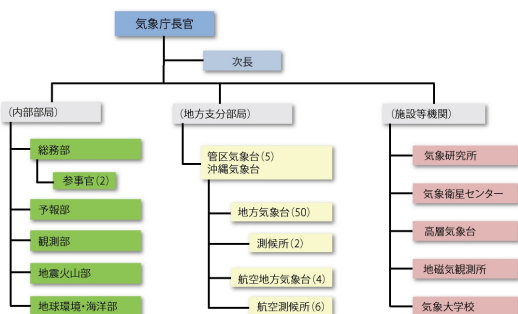 気象庁長官
次長
(内部部局)
総務部
参事官(2)
予報部
観測部
地震火山部
地球環境・海洋部
(地方支分部局)
管区気象台(5)
沖縄気象台
地方気象台(50)
測候所(2)
航空地方気象台(4)
航空測候所(6)
(施設等機関)
気象研究所
気象衛星センター
高層気象台
地磁気観測所
気象大学校